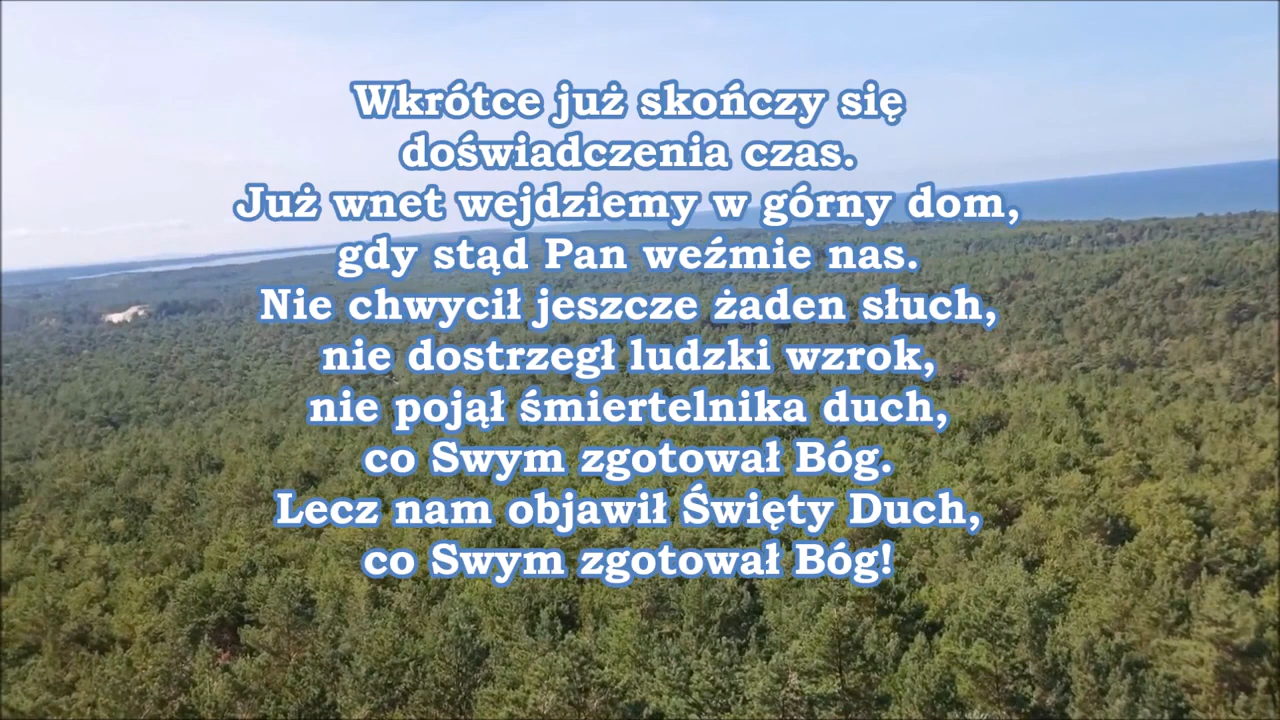 Wkrótce już skończy się
doświadczenia czas.
Już wnet wejdziemy w górny dom,
gdy stąd Pan weźmie nas.
Nie chwycił jeszcze żaden słuch,
nie dostrzegł ludzki wzrok,
nie pojął śmiertelnika duch,
co Swym zgotował Bóg.
Lecz nam objawił Święty Duch,
co Swym zgotował Bóg!